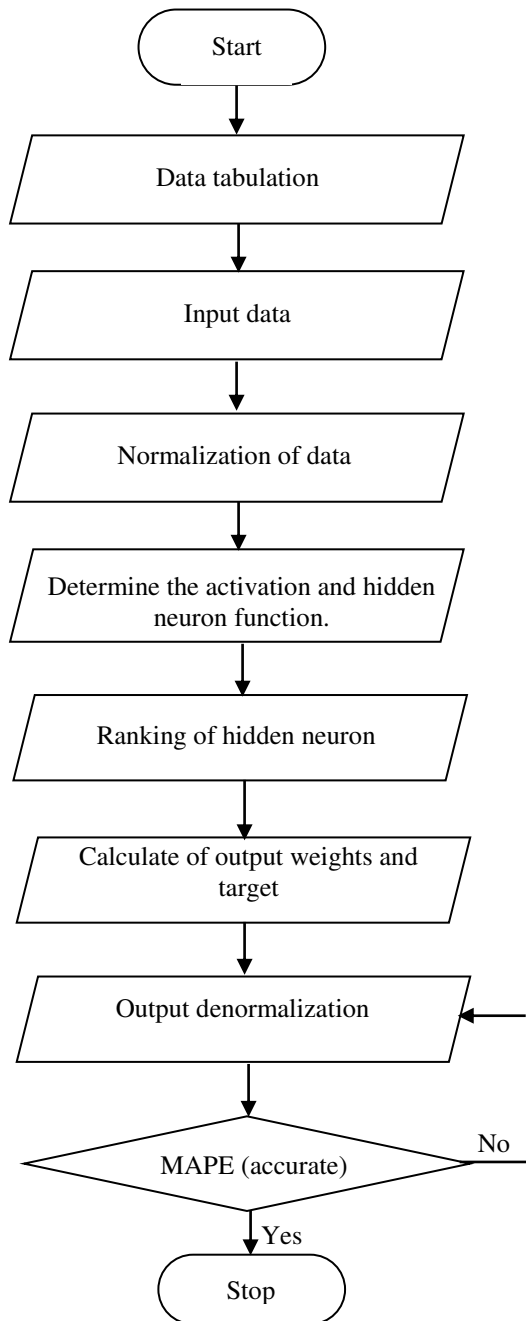 Start
Data tabulation
Input data
Normalization of data
Determine the activation and hidden
neuron function.
Ranking of hidden neuron
Calculate of output weights and
target
Output denormalization
MAPE (accurate)
No
Yes
Stop